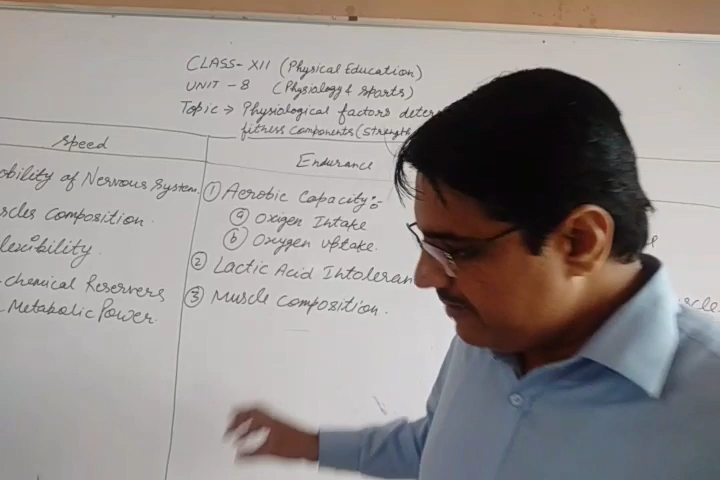 CLASS- XII (Physical Education)
UNIT - 8 (Physiology & Sports)
Topic → Physiological factors deter
fitness components (Strength
Speed
obility of Nervous System.
scles Composition.
lexibility.
chemical Reservers
Metabolic Power.
Endurance
① Aerobic Capacity:-
ⓐ Oxigen Intake
ⓑ Oxygen uptake.
② Lactic Acid Intoleran
③ Muscle Composition.